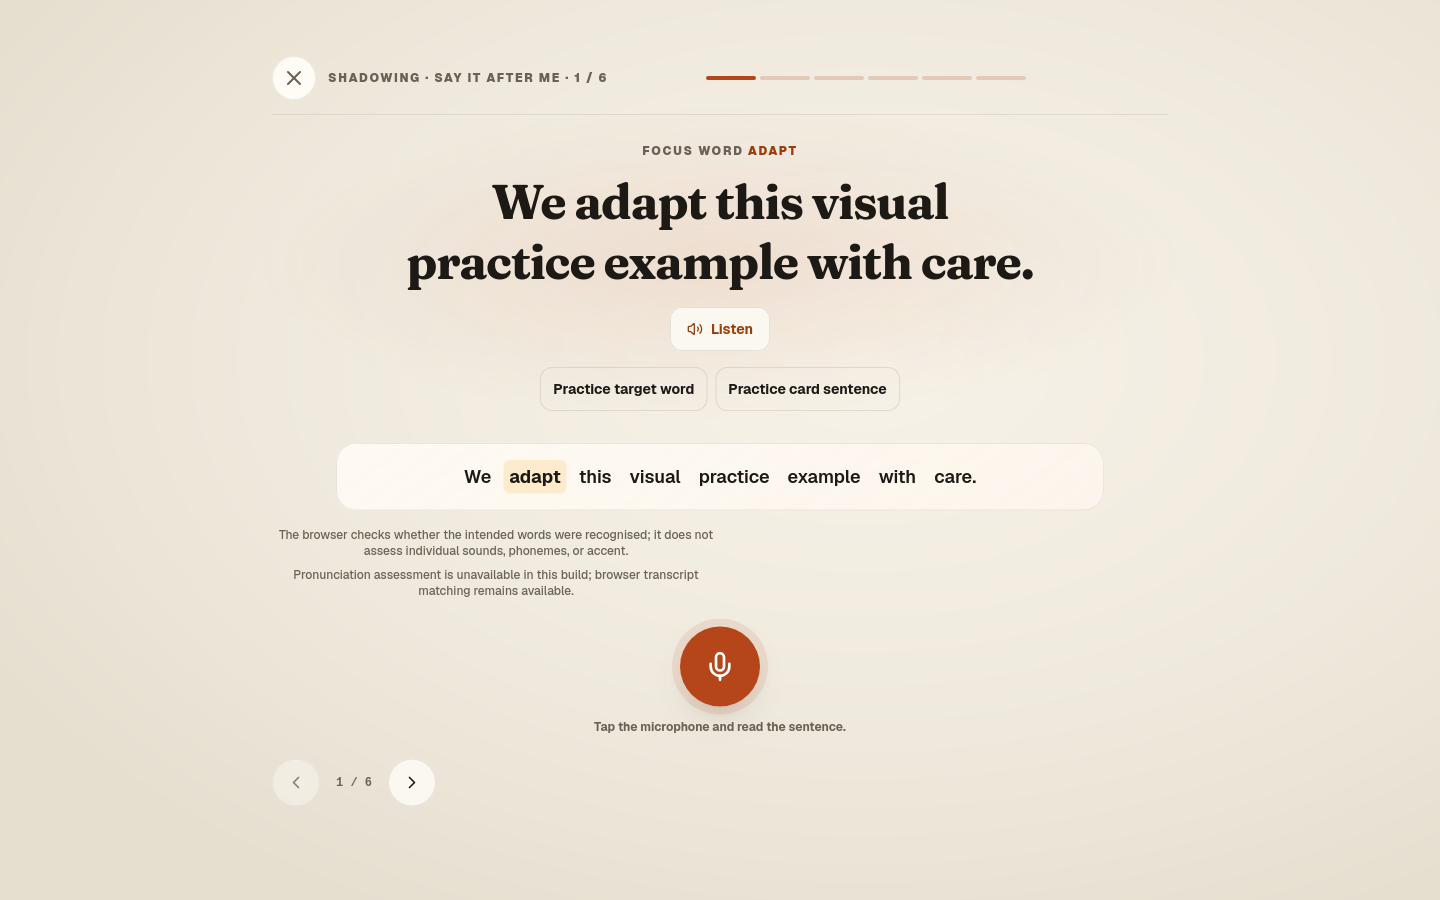 SHADOWING · SAY IT AFTER ME · 1 / 6
FOCUS WORD ADAPT
We adapt this visual
practice example with care.
Listen
Practice target word
Practice card sentence
We adapt this visual practice example with care.
The browser checks whether the intended words were recognised; it does not
assess individual sounds, phonemes, or accent.
Pronunciation assessment is unavailable in this build; browser transcript
matching remains available.
Tap the microphone and read the sentence.
1 / 6